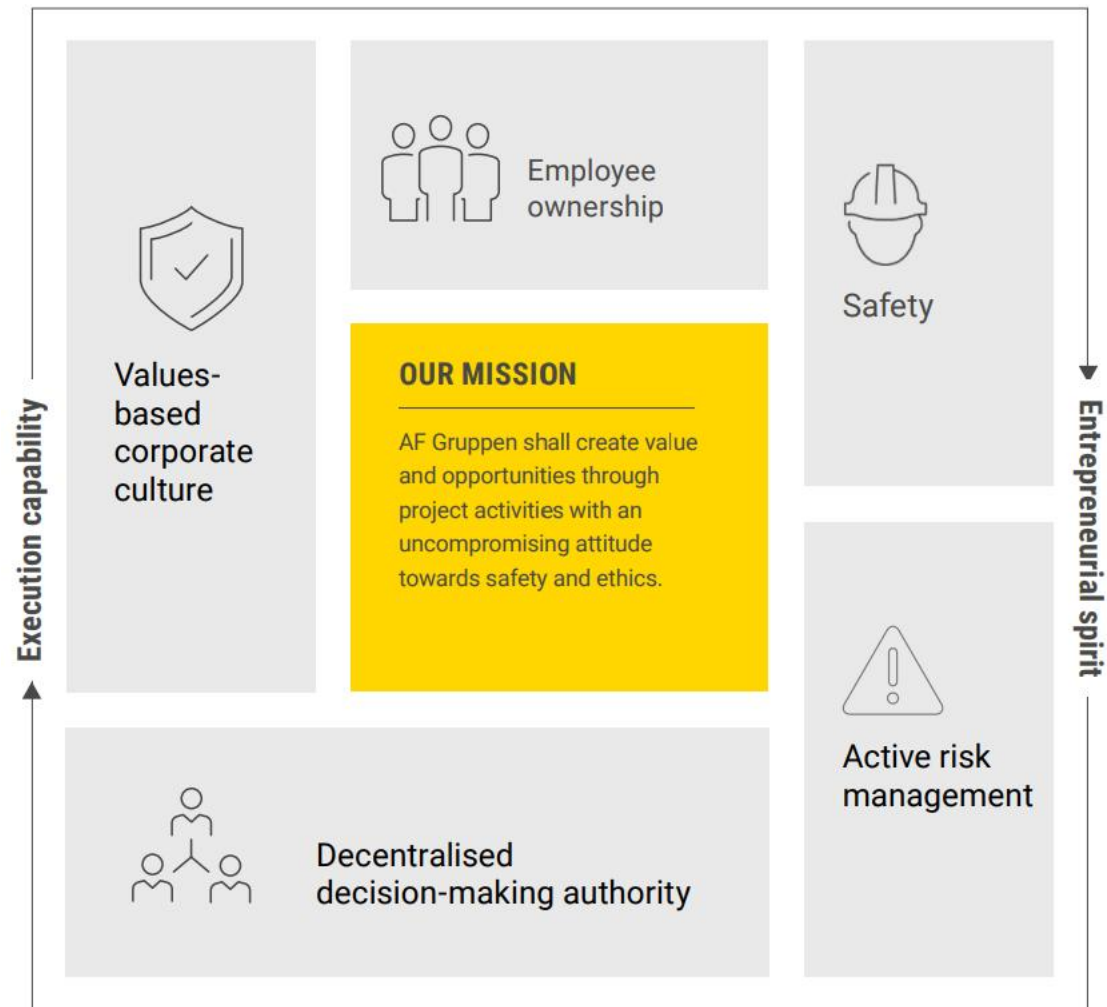 Execution capability
Values-
based
corporate
culture
Employee
ownership
Safety
OUR MISSION
AF Gruppen shall create value
and opportunities through
project activities with an
uncompromising attitude
towards safety and ethics.
Active risk
management
Decentralised
decision-making authority
Entrepreneurial spirit